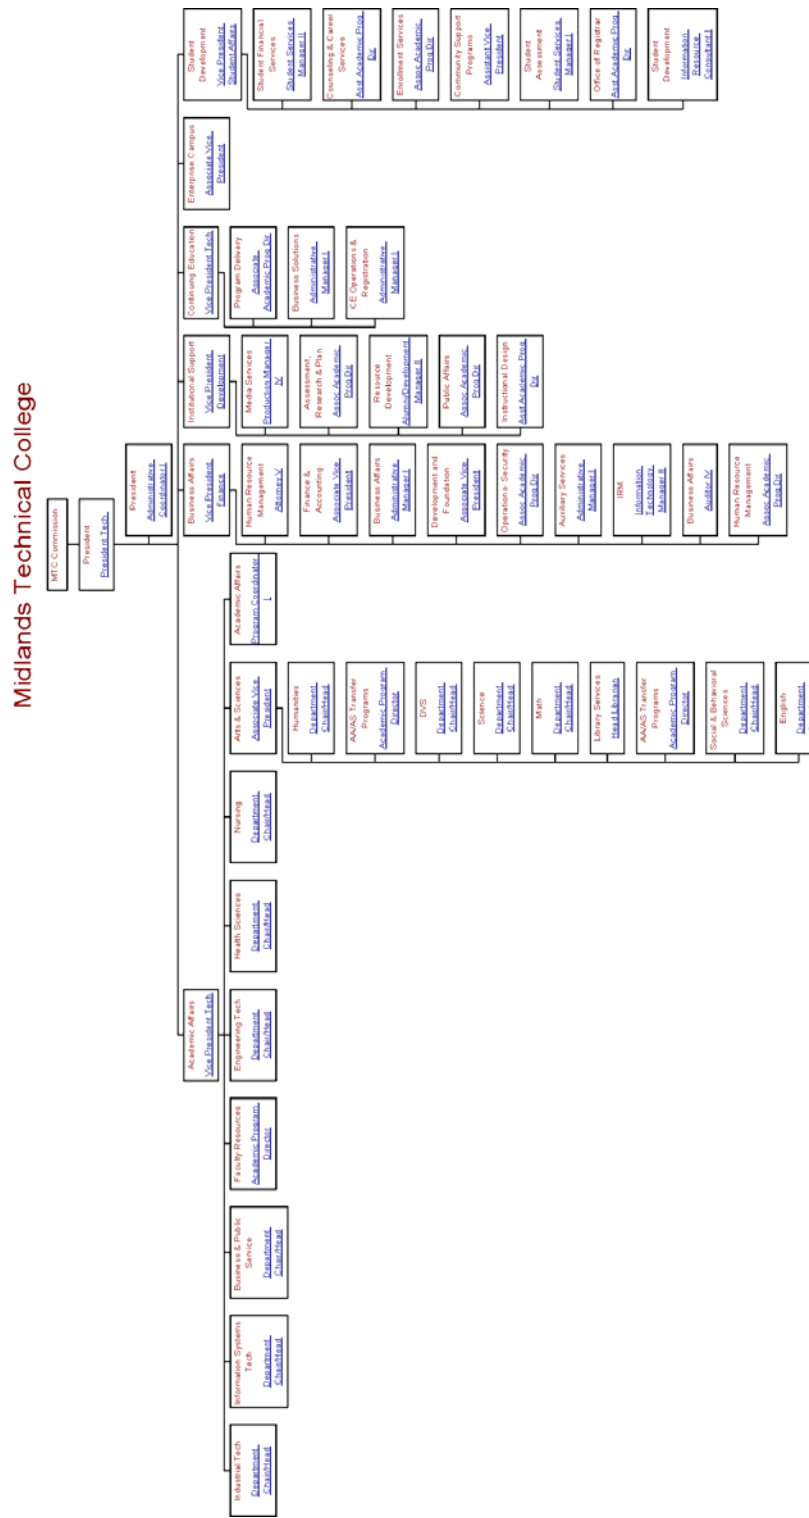 Midlands Technical College
MTC Commission
President
President Tech
President
Administrative
Coordinator I
Academic Affairs
Vice President Tech
Business Affairs
Vice President
Finance
Institutional Support
Vice President
Development
Continuing Education
Vice President Tech
Enterprise Campus
Associate Vice
President
Student
Development
Vice President
Student Affairs
Industrial Tech
Department
Chair/Head
Information Systems
Tech
Department
Chair/Head
Business & Public
Service
Department
Chair/Head
Faculty Resources
Academic Program
Director
Engineering Tech
Department
Chair/Head
Health Sciences
Department
Chair/Head
Nursing
Department
Chair/Head
Arts & Sciences
Associate Vice
President
Academic Affairs
Program Coordinator
I
Humanities
Department
Chair/Head
AA/AS Transfer
Programs
Academic Program
Director
DVS
Department
Chair/Head
Science
Department
Chair/Head
Math
Department
Chair/Head
Library Services
Head Librarian
AA/AS Transfer
Programs
Academic Program
Director
Social & Behavioral
Sciences
Department
Chair/Head
English
Department
Human Resource
Management
Attorney V
Finance &
Accounting
Associate Vice
President
Business Affairs
Administrative
Manager I
Development and
Foundation
Associate Vice
President
Operations- Security
Assoc Academic
Prog Dir
Auxiliary Services
Administrative
Manager I
IRM
Information
Technology
Manager II
Business Affairs
Auditor IV
Human Resource
Management
Assoc Academic
Prog Dir
Media Services
Production Manager
IV
Assessment,
Research & Plan
Assoc Academic
Prog Dir
Resource
Development
Alumni/Development
Manager II
Public Affairs
Assoc Academic
Prog Dir
Instructional Design
Asst Academic Prog
Dir
Program Delivery
Associate
Academic Prog Dir
Business Solutions
Administrative
Manager I
CE Operations &
Registration
Administrative
Manager I
Student Financial
Services
Student Services
Manager II
Counseling & Career
Services
Asst Academic Prog
Dir
Enrollment Services
Assoc Academic
Prog Dir
Community Support
Programs
Assistant Vice
President
Student
Assessment
Student Services
Manager I
Office of Registrar
Asst Academic Prog
Dir
Student
Development
Information
Resource
Consultant I